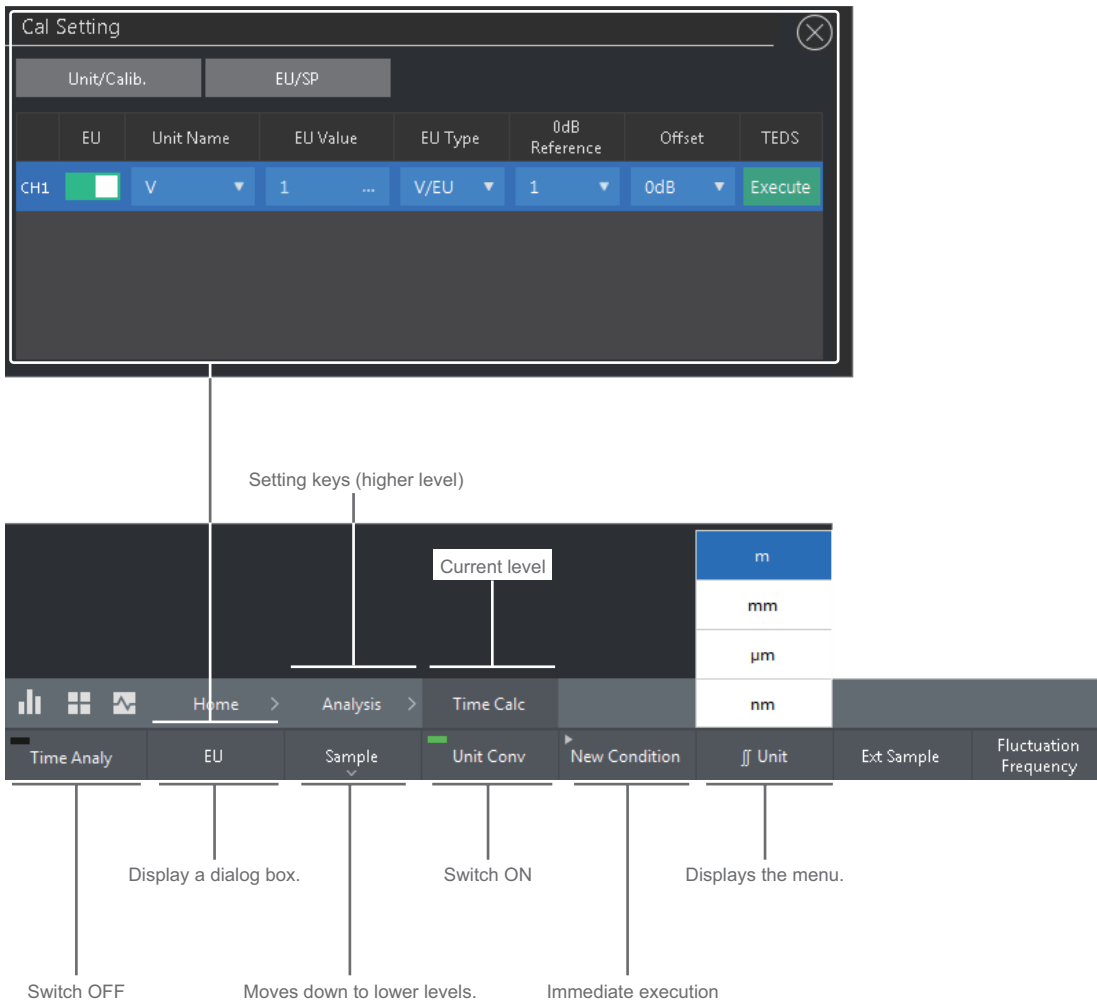 Cal Setting
Unit/Calib. EU/SP
EU Unit Name EU Value EU Type 0dB Reference Offset TEDS
CH1 V 1 ... V/EU 1 0dB Execute
Setting keys (higher level)
Current level
m
mm
µm
nm
Home > Analysis > Time Calc
Time Analy EU Sample Unit Conv New Condition ∬ Unit Ext Sample Fluctuation Frequency
Display a dialog box. Switch ON Displays the menu.
Switch OFF Moves down to lower levels. Immediate execution